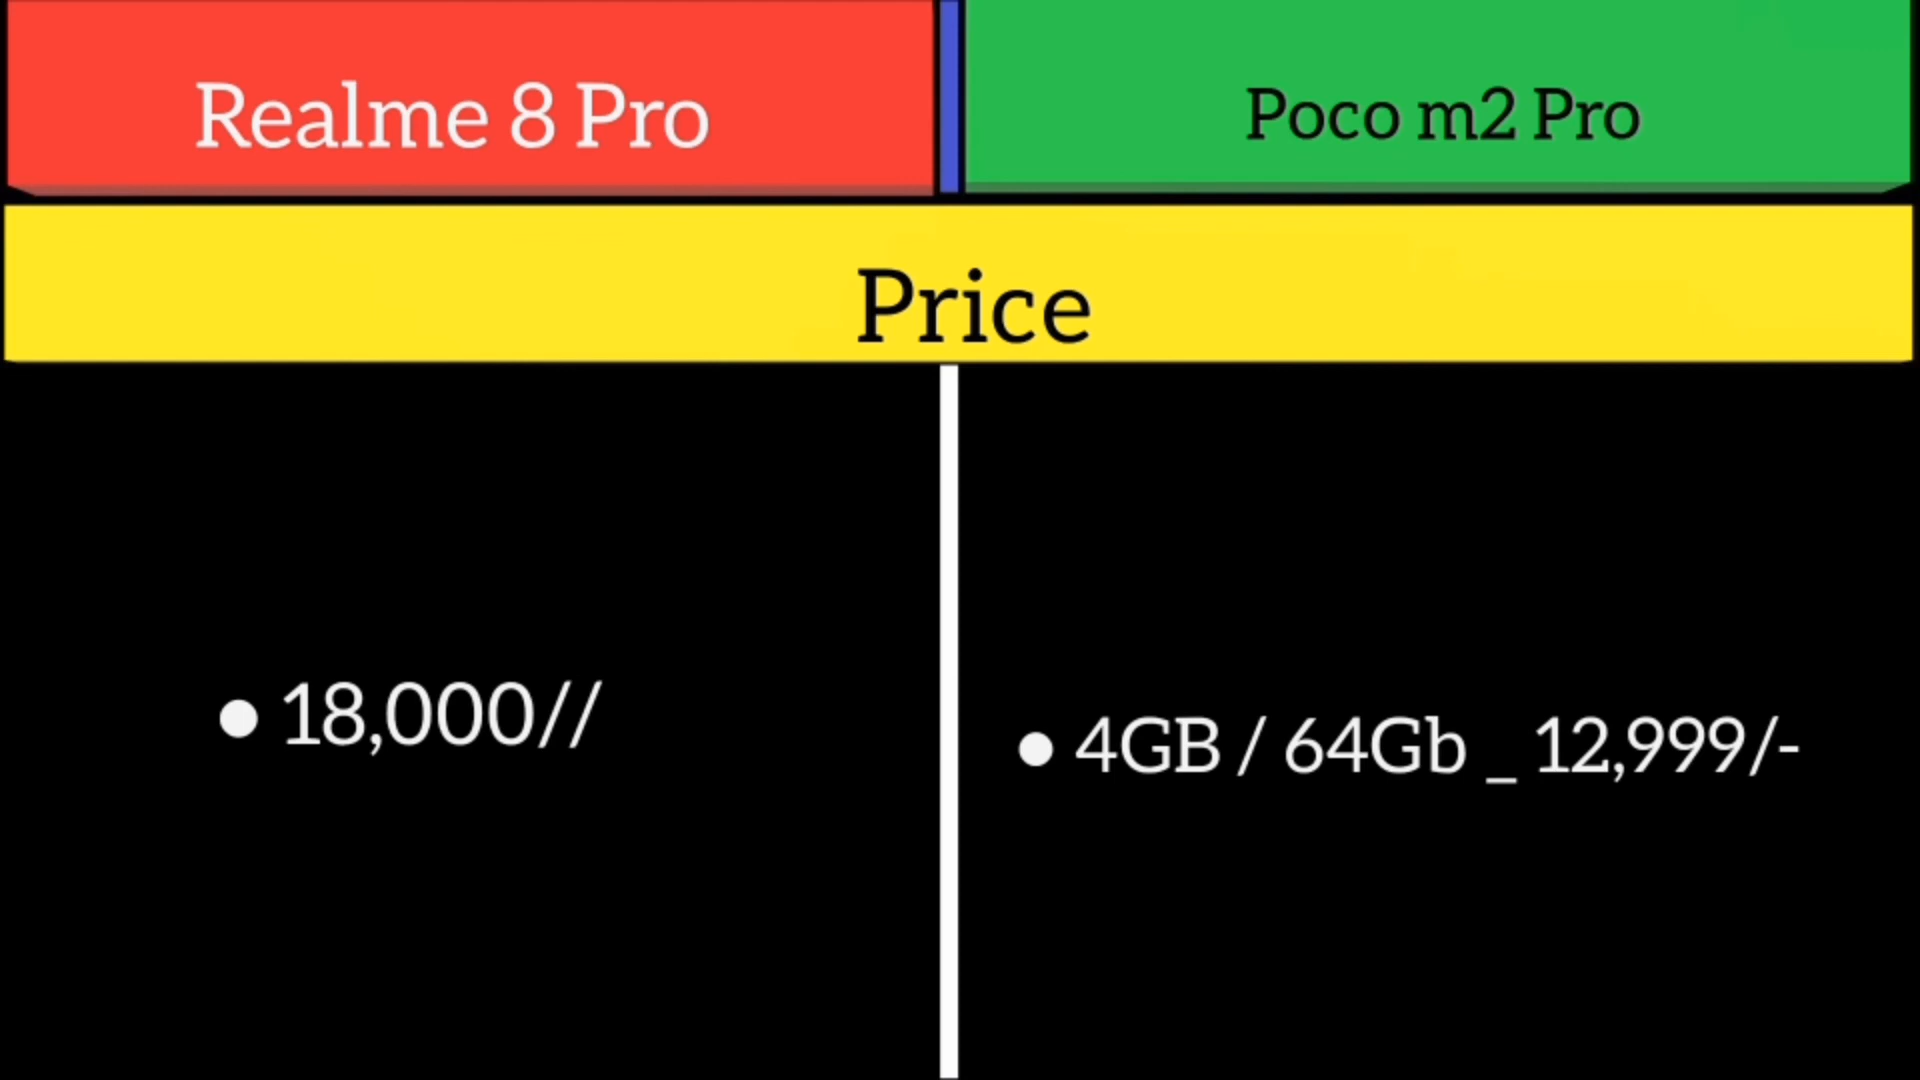 Realme 8 Pro
Poco m2 Pro
Price
• 18,000//
• 4GB / 64Gb _ 12,999/-